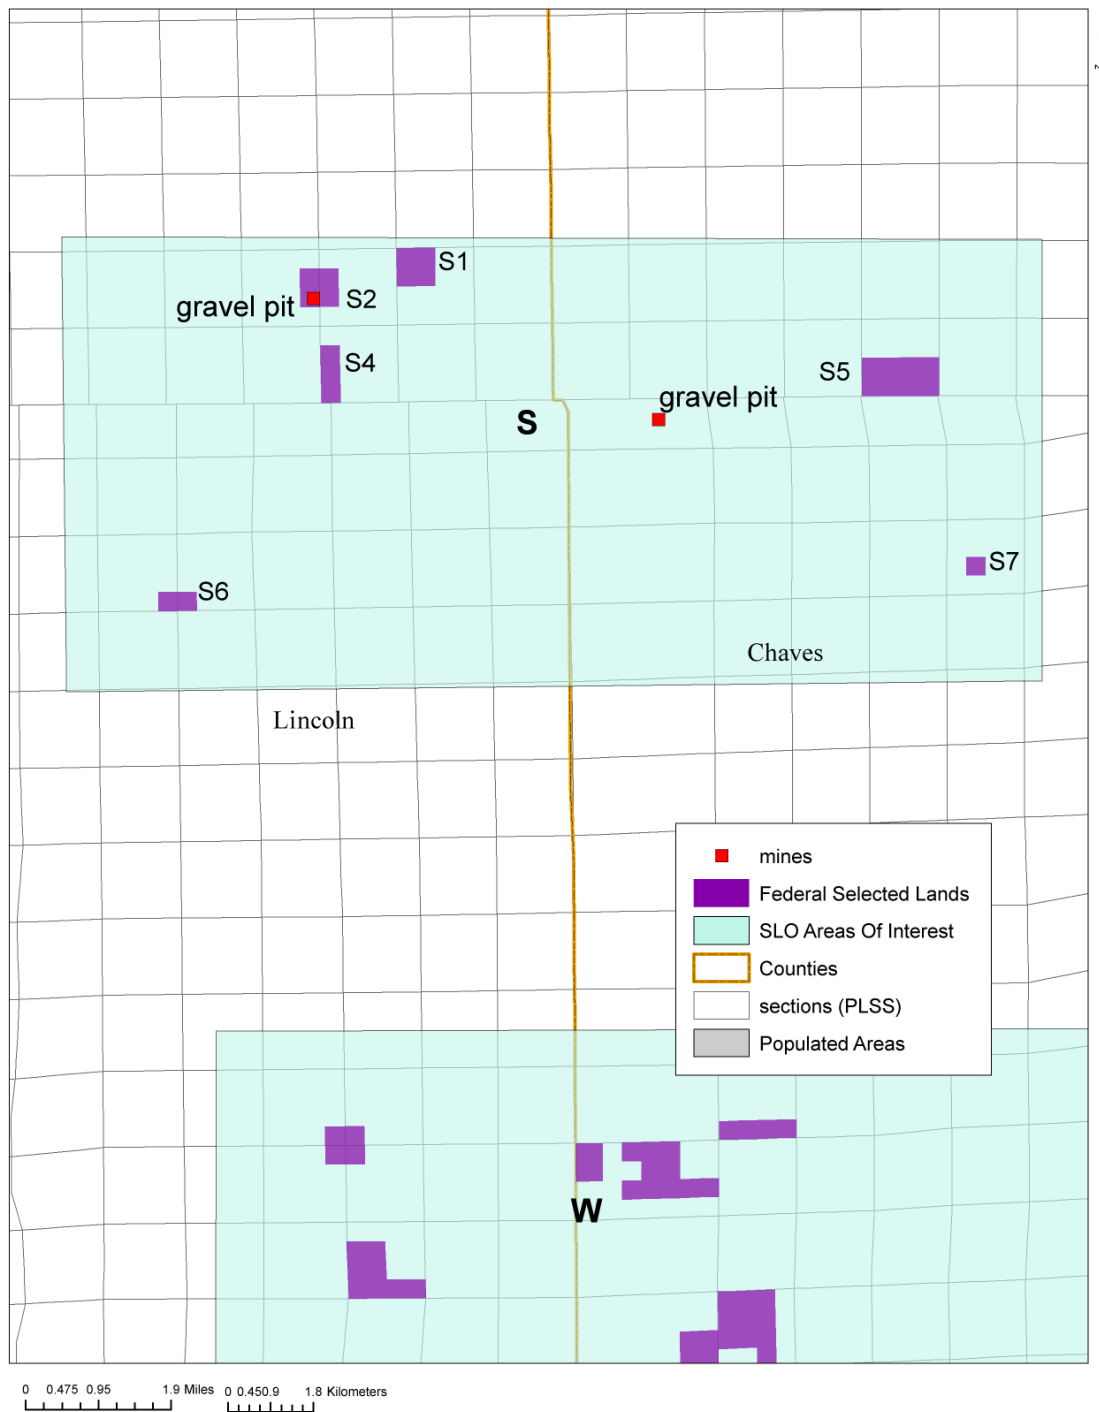 z
S1
S2
gravel pit
S4
S5
gravel pit
S
S7
S6
Chaves
Lincoln
mines
Federal Selected Lands
SLO Areas Of Interest
Counties
sections (PLSS)
Populated Areas
W
0 0.475 0.95 1.9 Miles
0 0.450.9 1.8 Kilometers